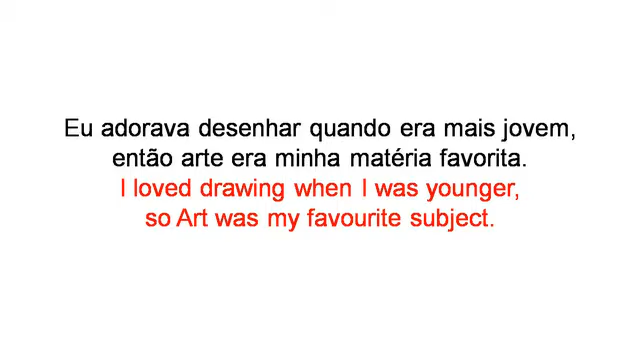 Eu adorava desenhar quando era mais jovem,
então arte era minha matéria favorita.
I loved drawing when I was younger,
so Art was my favourite subject.